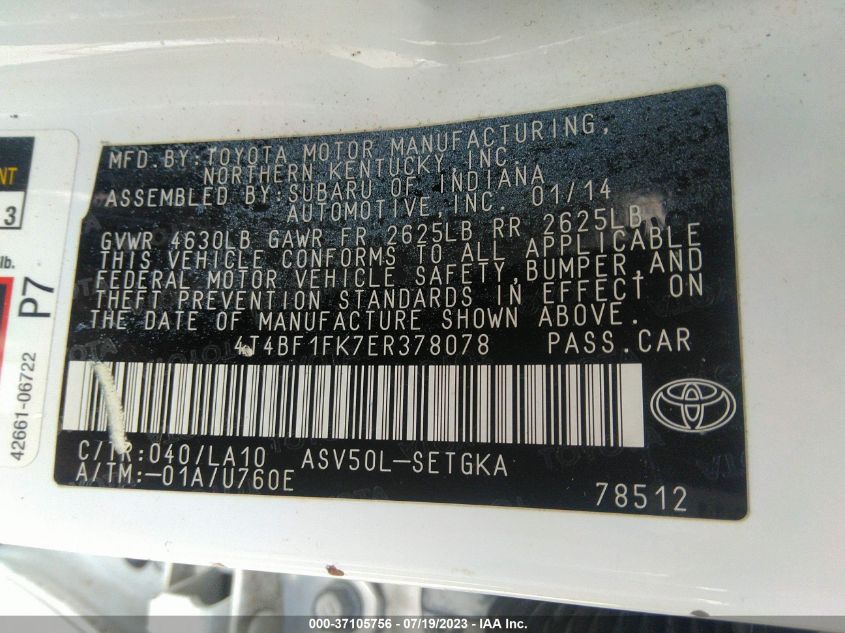 MFD.BY:TOYOTA MOTOR MANUFACTURING,
NORTHERN KENTUCKY, INC.
ASSEMBLED BY:SUBARU OF INDIANA
AUTOMOTIVE,INC. 01/14
GVWR 4630LB GAWR FR 2625LB RR 2625LB
THIS VEHICLE CONFORMS TO ALL APPLICABLE
FEDERAL MOTOR VEHICLE SAFETY,BUMPER,AND
THEFT PREVENTION STANDARDS IN EFFECT ON
THE DATE OF MANUFACTURE SHOWN ABOVE.
4T4BF1FK7ER378078 PASS.CAR
C/TR:040/LA10 ASV50L-SETGKA
A/TM:-01A/U760E
78512
NT
3
lb.
P7
42661-06722
000-37105756 - 07/19/2023 - IAA Inc.